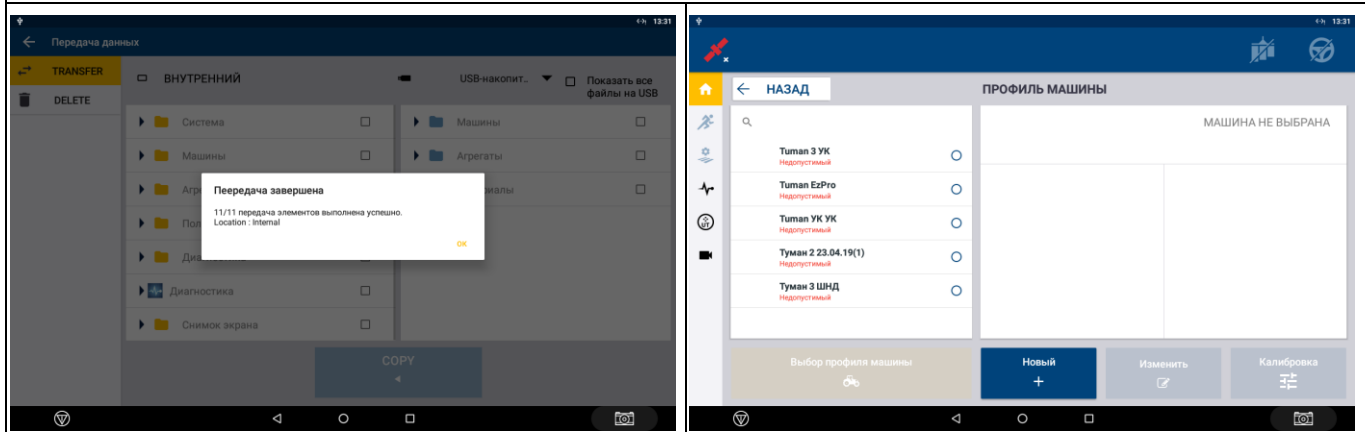 13:31
Передача данных
TRANSFER
DELETE
ВНУТРЕННИЙ
USB-накопит..
Показать все
файлы на USB
Система
Машины
Машины
Агрегаты
Пеередача завершена
11/11 передача элементов выполнена успешно.
Location : Internal
OK
Диагностика
Снимок экрана
COPY
13:31
НАЗАД
ПРОФИЛЬ МАШИНЫ
МАШИНА НЕ ВЫБРАНА
Tuman 3 УК
Недопустимый
Tuman EzPro
Недопустимый
Tuman УК УК
Недопустимый
Туман 2 23.04.19(1)
Недопустимый
Туман 3 ШНД
Недопустимый
UT
Выбор профиля машины
Новый
Изменить
Калибровка